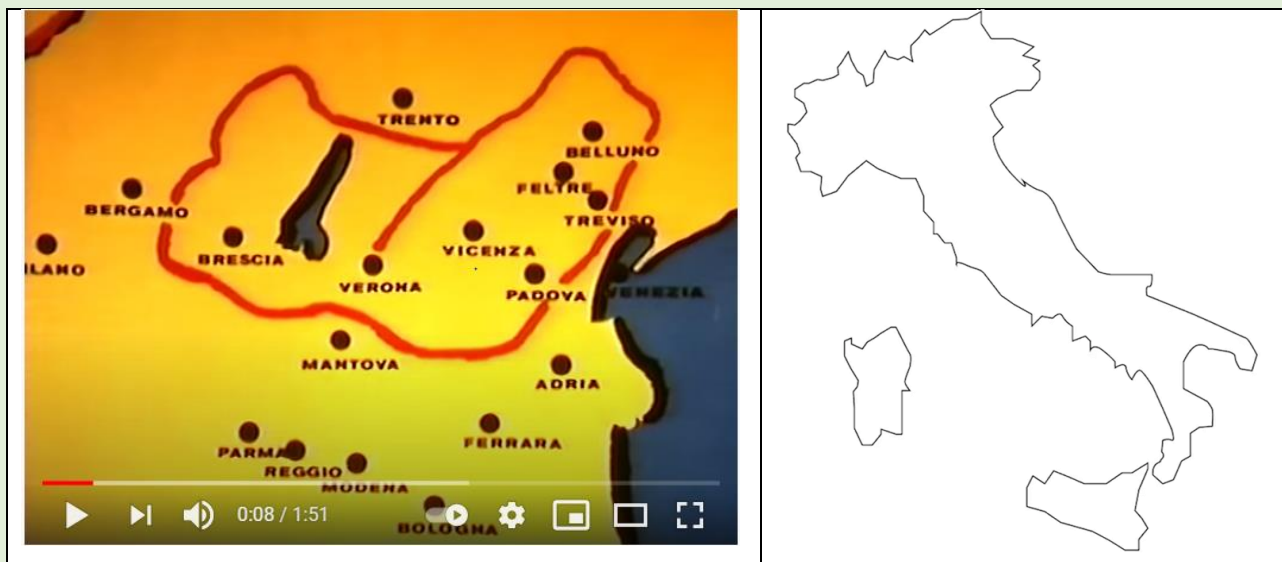 TRENTO
BELLUNO
FELTRE
BERGAMO
TREVISO
ILANO
BRESCIA
VICENZA
VERONA
PADOVA
VENEZIA
MANTOVA
ADRIA
FERRARA
PARMA
REGGIO
MODENA
0:08 / 1:51
BOLOGNA